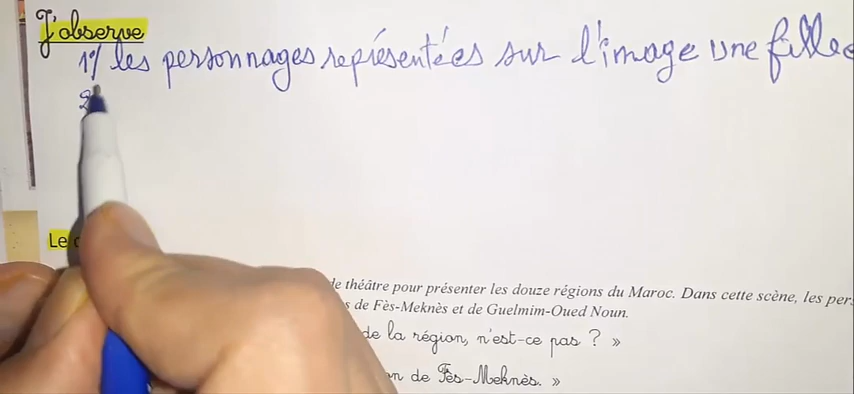 J'observe
1°/ les personnages représentées sur l'image une fille
2
Le
de théâtre pour présenter les douze régions du Maroc. Dans cette scène, les per
s de Fès-Meknès et de Guelmim-Oued Noun.
de la région, n'est-ce pas ? »
n de Fès-Meknès. »